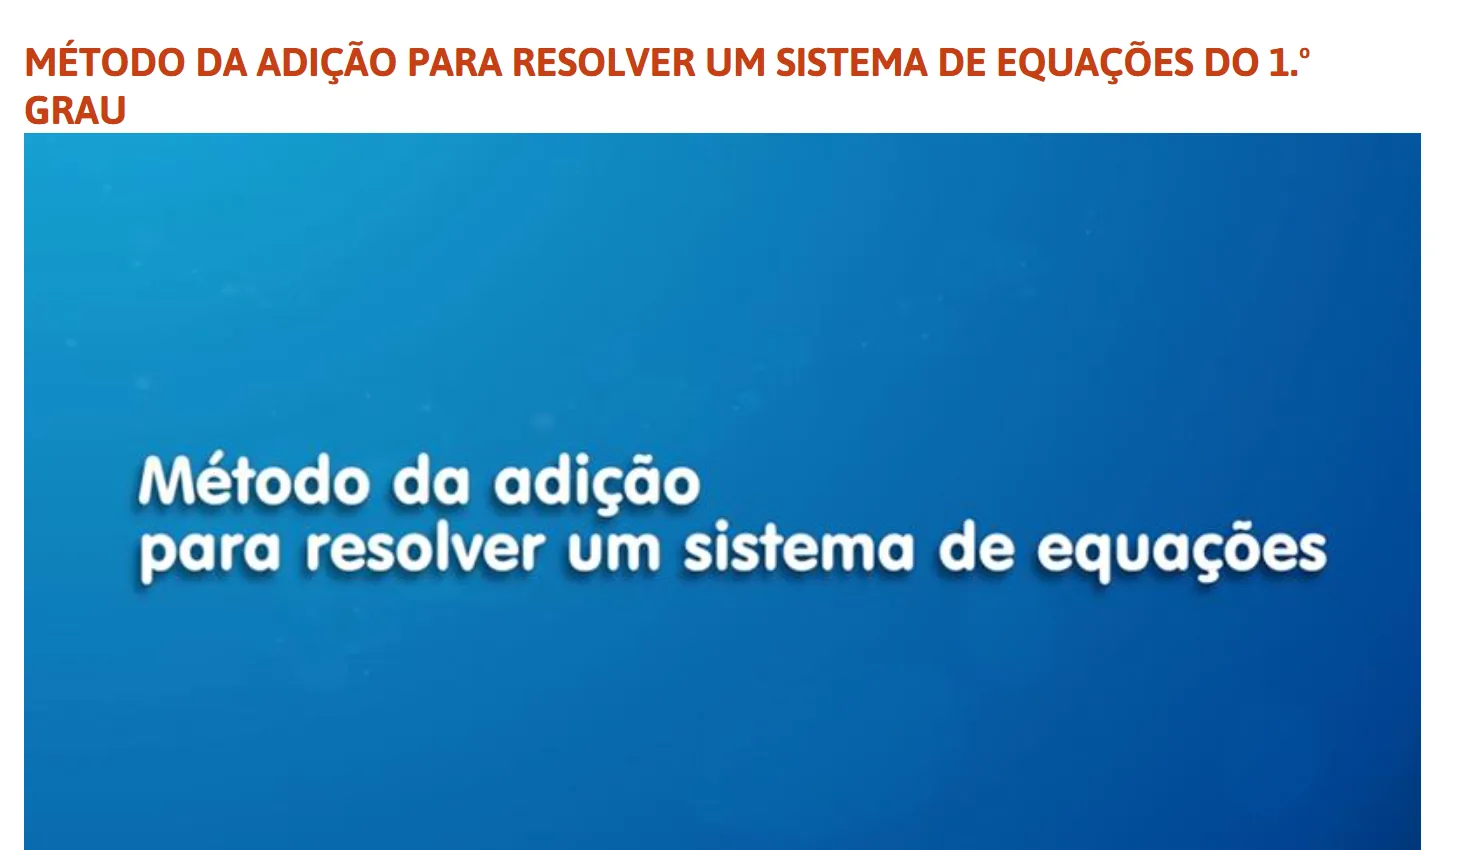 MÉTODO DA ADIÇÃO PARA RESOLVER UM SISTEMA DE EQUAÇÕES DO 1.º
GRAU
Método da adição
para resolver um sistema de equações